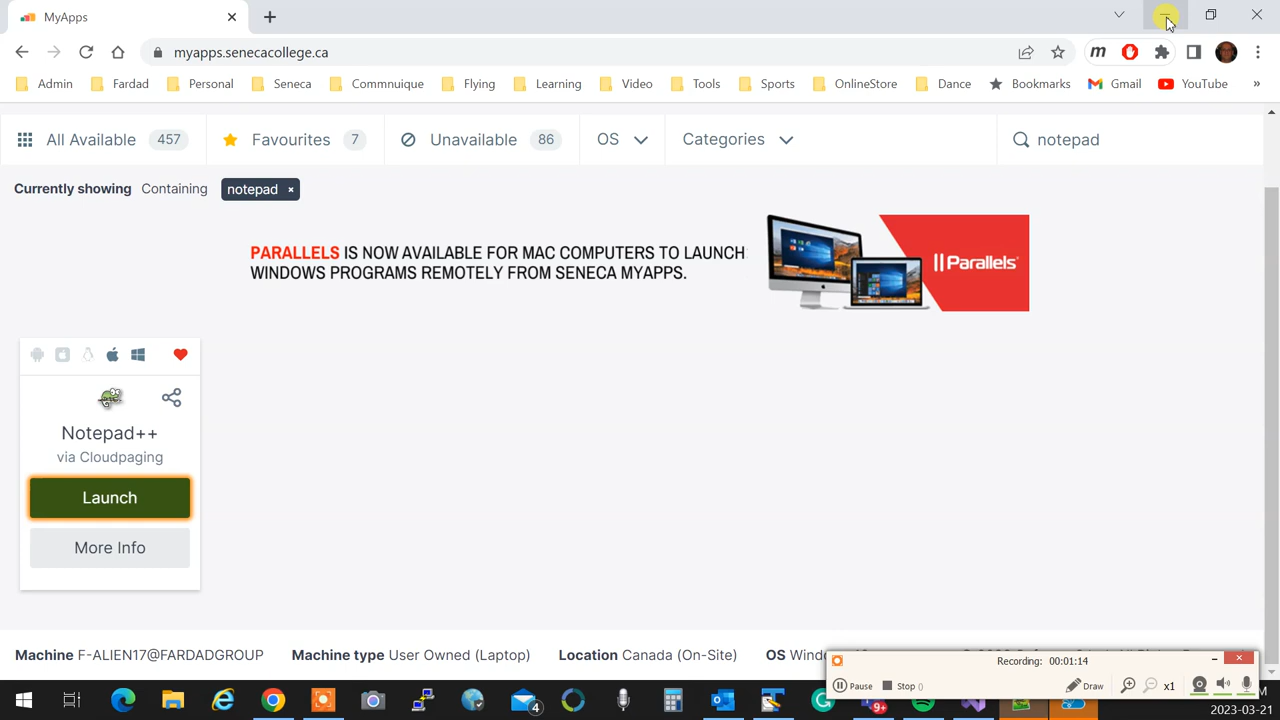 MyApps
myapps.senecacollege.ca
m
Admin Fardad Personal Seneca Commnuique Flying Learning Video Tools Sports OnlineStore Dance Bookmarks Gmail YouTube »
All Available 457 Favourites 7 Unavailable 86 OS Categories notepad
Currently showing Containing notepad ×
PARALLELS IS NOW AVAILABLE FOR MAC COMPUTERS TO LAUNCH
WINDOWS PROGRAMS REMOTELY FROM SENECA MYAPPS.
Parallels
Notepad++
via Cloudpaging
Launch
More Info
Machine F-ALIEN17@FARDADGROUP Machine type User Owned (Laptop) Location Canada (On-Site) OS
Recording: 00:01:14
Pause Stop () Draw x1
4
9+
2023-03-21